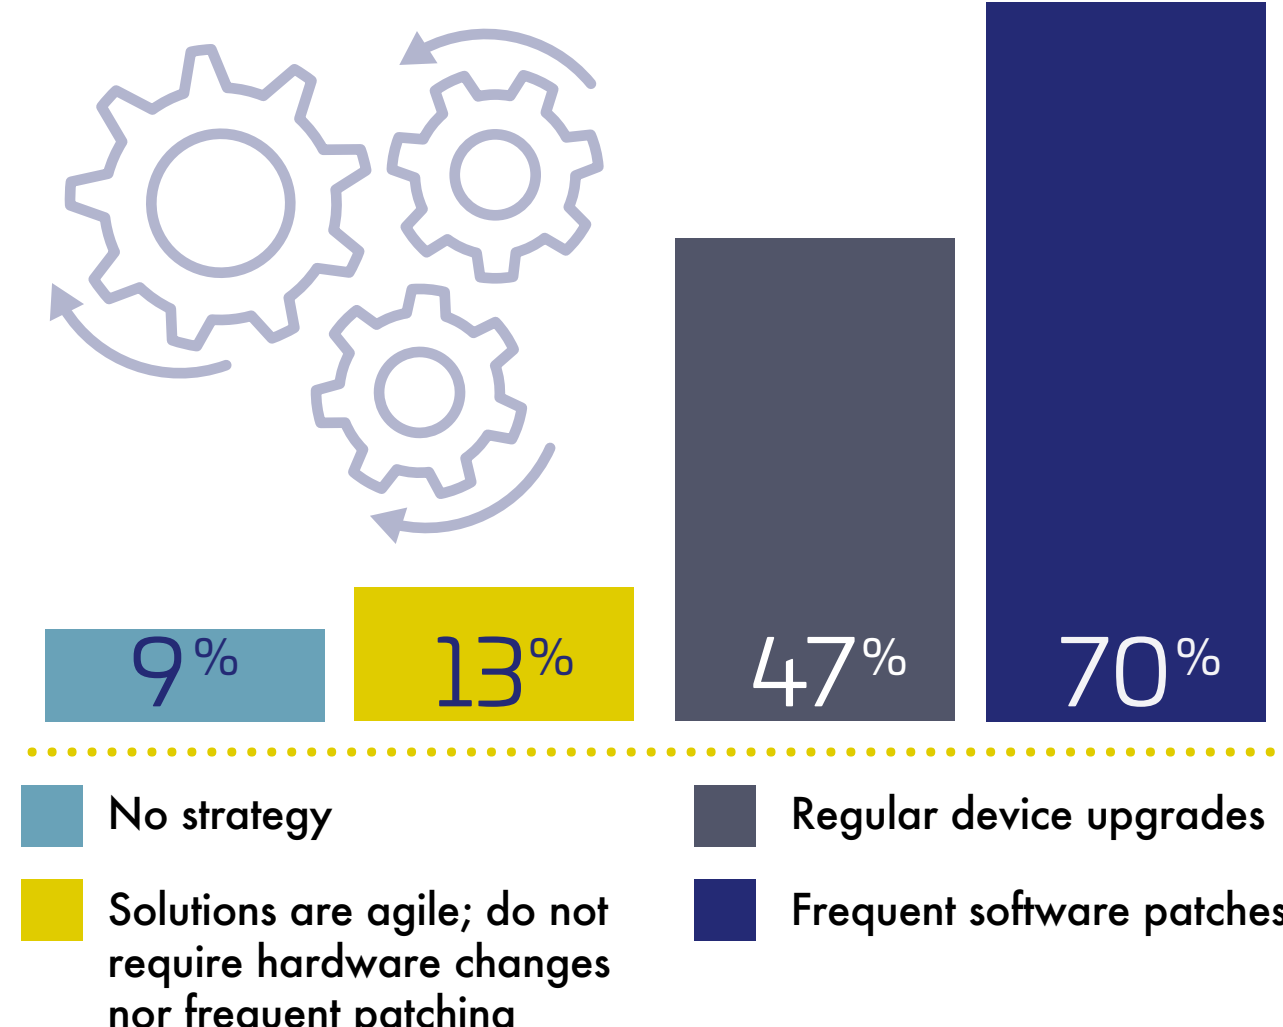 9%
13%
47%
70%
No strategy
Regular device upgrades
Solutions are agile; do not
require hardware changes
nor frequent patching
Frequent software patches